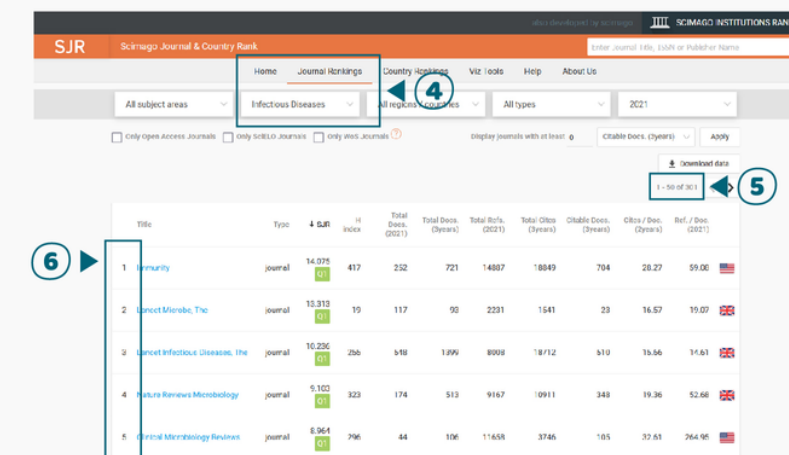 also developed by scimago: SCIMAGO INSTITUTIONS RAN
SJR Scimago Journal & Country Rank Enter Journal Title, ISSN or Publisher Name
Home Journal Rankings Country Rankings Viz Tools Help About Us
4
All subject areas Infectious Diseases All regions / countries All types 2021
Only Open Access Journals Only SciELO Journals Only WoS Journals ? Display journals with at least 0 Citable Docs. (3years) Apply
Download data
1 - 50 of 301 5
Title Type SJR H index Total Docs. (2021) Total Docs. (3years) Total Refs. (2021) Total Cites (3years) Citable Docs. (3years) Cites / Doc. (2years) Ref. / Doc. (2021)
6
1 Immunity journal 14.075 Q1 417 252 721 14887 18849 704 28.27 59.08
2 Lancet Microbe, The journal 13.313 Q1 19 117 93 2231 1541 23 16.57 19.07
3 Lancet Infectious Diseases, The journal 10.236 Q1 548 1399 8008 18712 510 14.61
4 Nature Reviews Microbiology journal 9.103 Q1 323 174 513 9167 10911 348 19.36 52.68
5 Clinical Microbiology Reviews journal 8.964 Q1 296 44 106 11658 3746 105 32.61 264.95